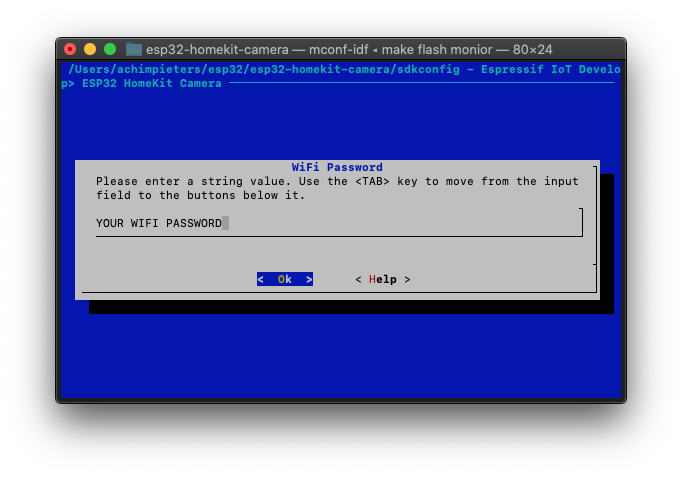 esp32-homekit-camera — mconf-idf ◂ make flash monior — 80×24
/Users/achimpieters/esp32/esp32-homekit-camera/sdkconfig - Espressif IoT Develo
p> ESP32 HomeKit Camera
WiFi Password
Please enter a string value. Use the <TAB> key to move from the input
field to the buttons below it.
YOUR WIFI PASSWORD
< Ok > < Help >